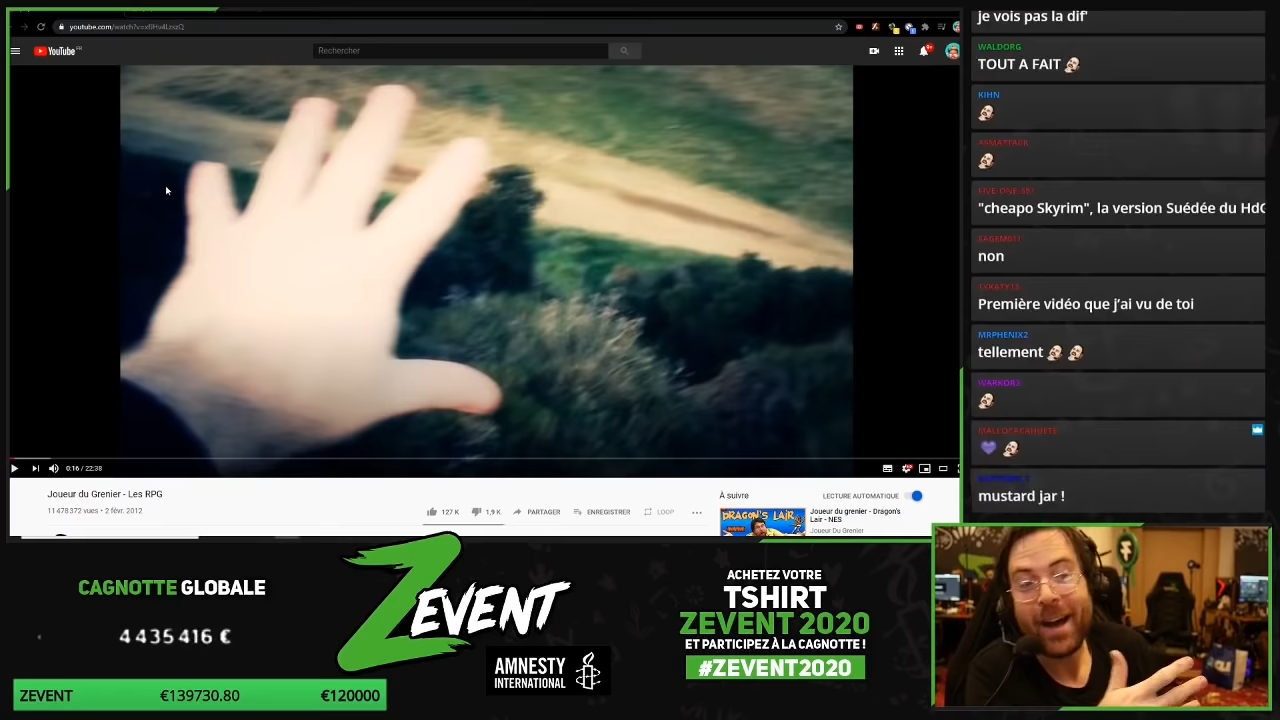 youtube.com/watch?v=
YouTube FR
Rechercher
9+
0:16 / 22:38
Joueur du Grenier - Les RPG
11 478 372 vues • 2 févr. 2012
127 K
1,9 K
PARTAGER
ENREGISTRER
LOOP
À suivre
LECTURE AUTOMATIQUE
DRAGON'S LAIR
Joueur du grenier - Dragon's
Lair - NES
Joueur Du Grenier
je vois pas la dif'
WALDORG
TOUT A FAIT
KIHN
"cheapo Skyrim", la version Suédée du HdG
non
Première vidéo que j'ai vu de toi
MRPHENIX2
tellement
WARKOR3
mustard jar !
CAGNOTTE GLOBALE
4 435 416 €
ZEVENT
€139730.80
€120000
ZEVENT
AMNESTY
INTERNATIONAL
ACHETEZ VOTRE
TSHIRT
ZEVENT 2020
ET PARTICIPEZ À LA CAGNOTTE !
#ZEVENT2020